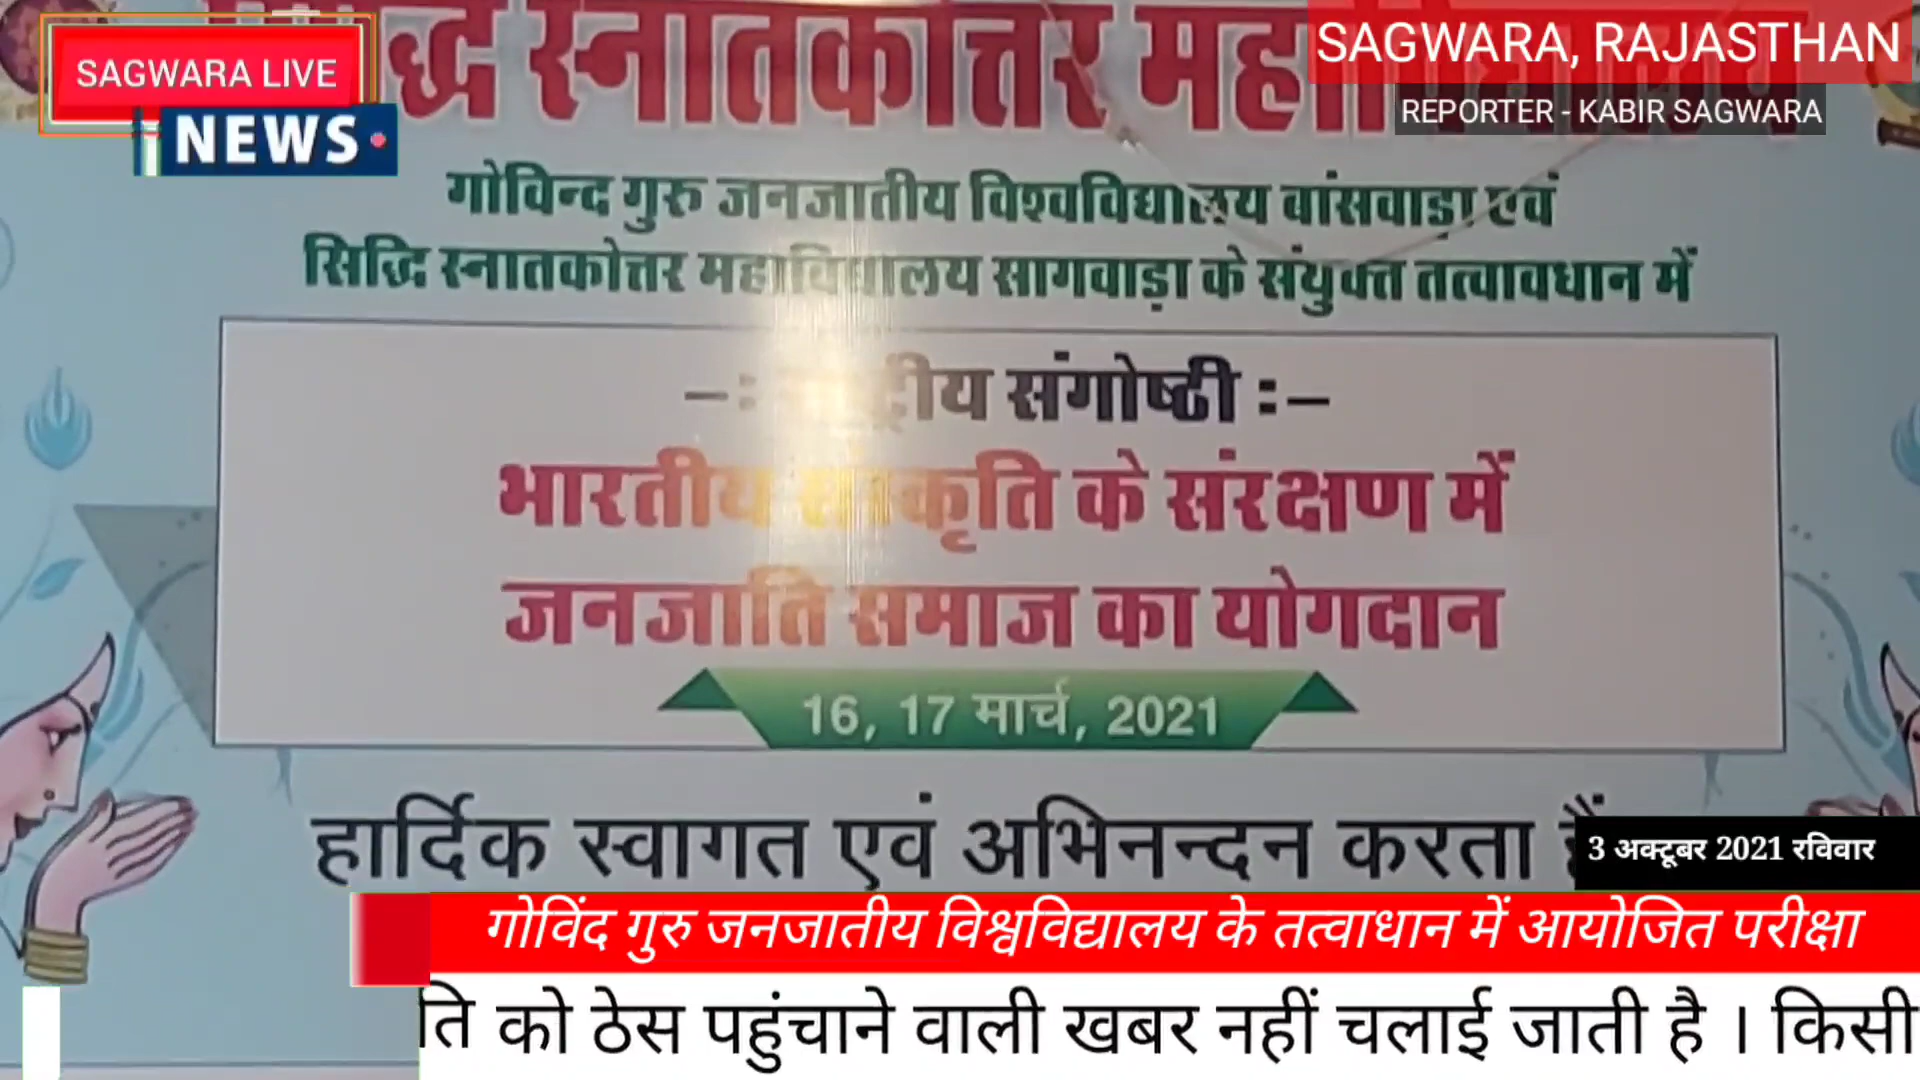 SAGWARA LIVE
NEWS
SAGWARA, RAJASTHAN
REPORTER - KABIR SAGWARA
स्नातकोत्तर
गोविन्द गुरु जनजातीय विश्वविद्यालय बांसवाड़ा एवं
सिद्धि स्नातकोत्तर महाविद्यालय सागवाड़ा के संयुक्त तत्वावधान में
संगोष्ठी :–
भारतीय संस्कृति के संरक्षण में
जनजाति समाज का योगदान
16, 17 मार्च, 2021
हार्दिक स्वागत एवं अभिनन्दन करता
3 अक्टूबर 2021 रविवार
गोविंद गुरु जनजातीय विश्वविद्यालय के तत्वाधान में आयोजित परीक्षा
ति को ठेस पहुंचाने वाली खबर नहीं चलाई जाती है । किसी